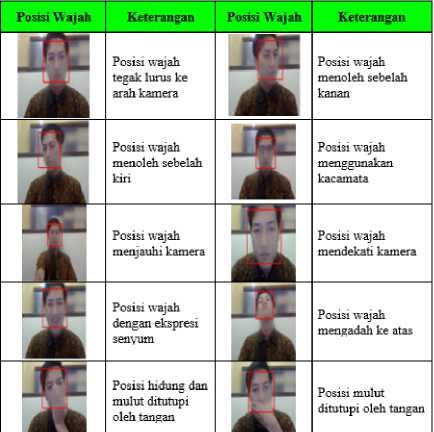 Posisi Wajah Keterangan Posisi Wajah Keterangan
Posisi wajah
tegak lurus ke
arah kamera
Posisi wajah
menoleh sebelah
kanan
Posisi wajah
menoleh sebelah
kiri
Posisi wajah
menggunakan
kacamata
Posisi wajah
menjauhi kamera
Posisi wajah
mendekati kamera
Posisi wajah
dengan ekspresi
senyum
Posisi wajah
mengadah ke atas
Posisi hidung dan
mulut ditutupi
oleh tangan
Posisi mulut
ditutupi oleh tangan